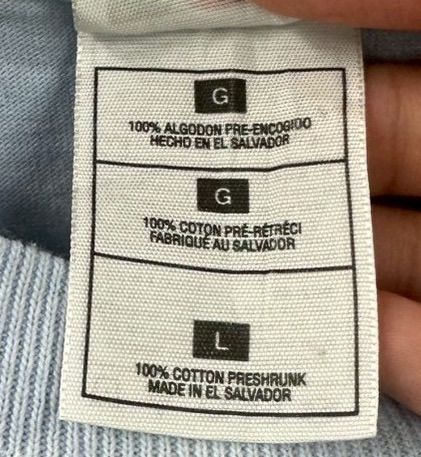 G
100% ALGODON PRE-ENCOGIDO
HECHO EN EL SALVADOR
G
100% COTON PRÉ-RÉTRÉCI
FABRIQUÉ AU SALVADOR
L
100% COTTON PRESHRUNK
MADE IN EL SALVADOR